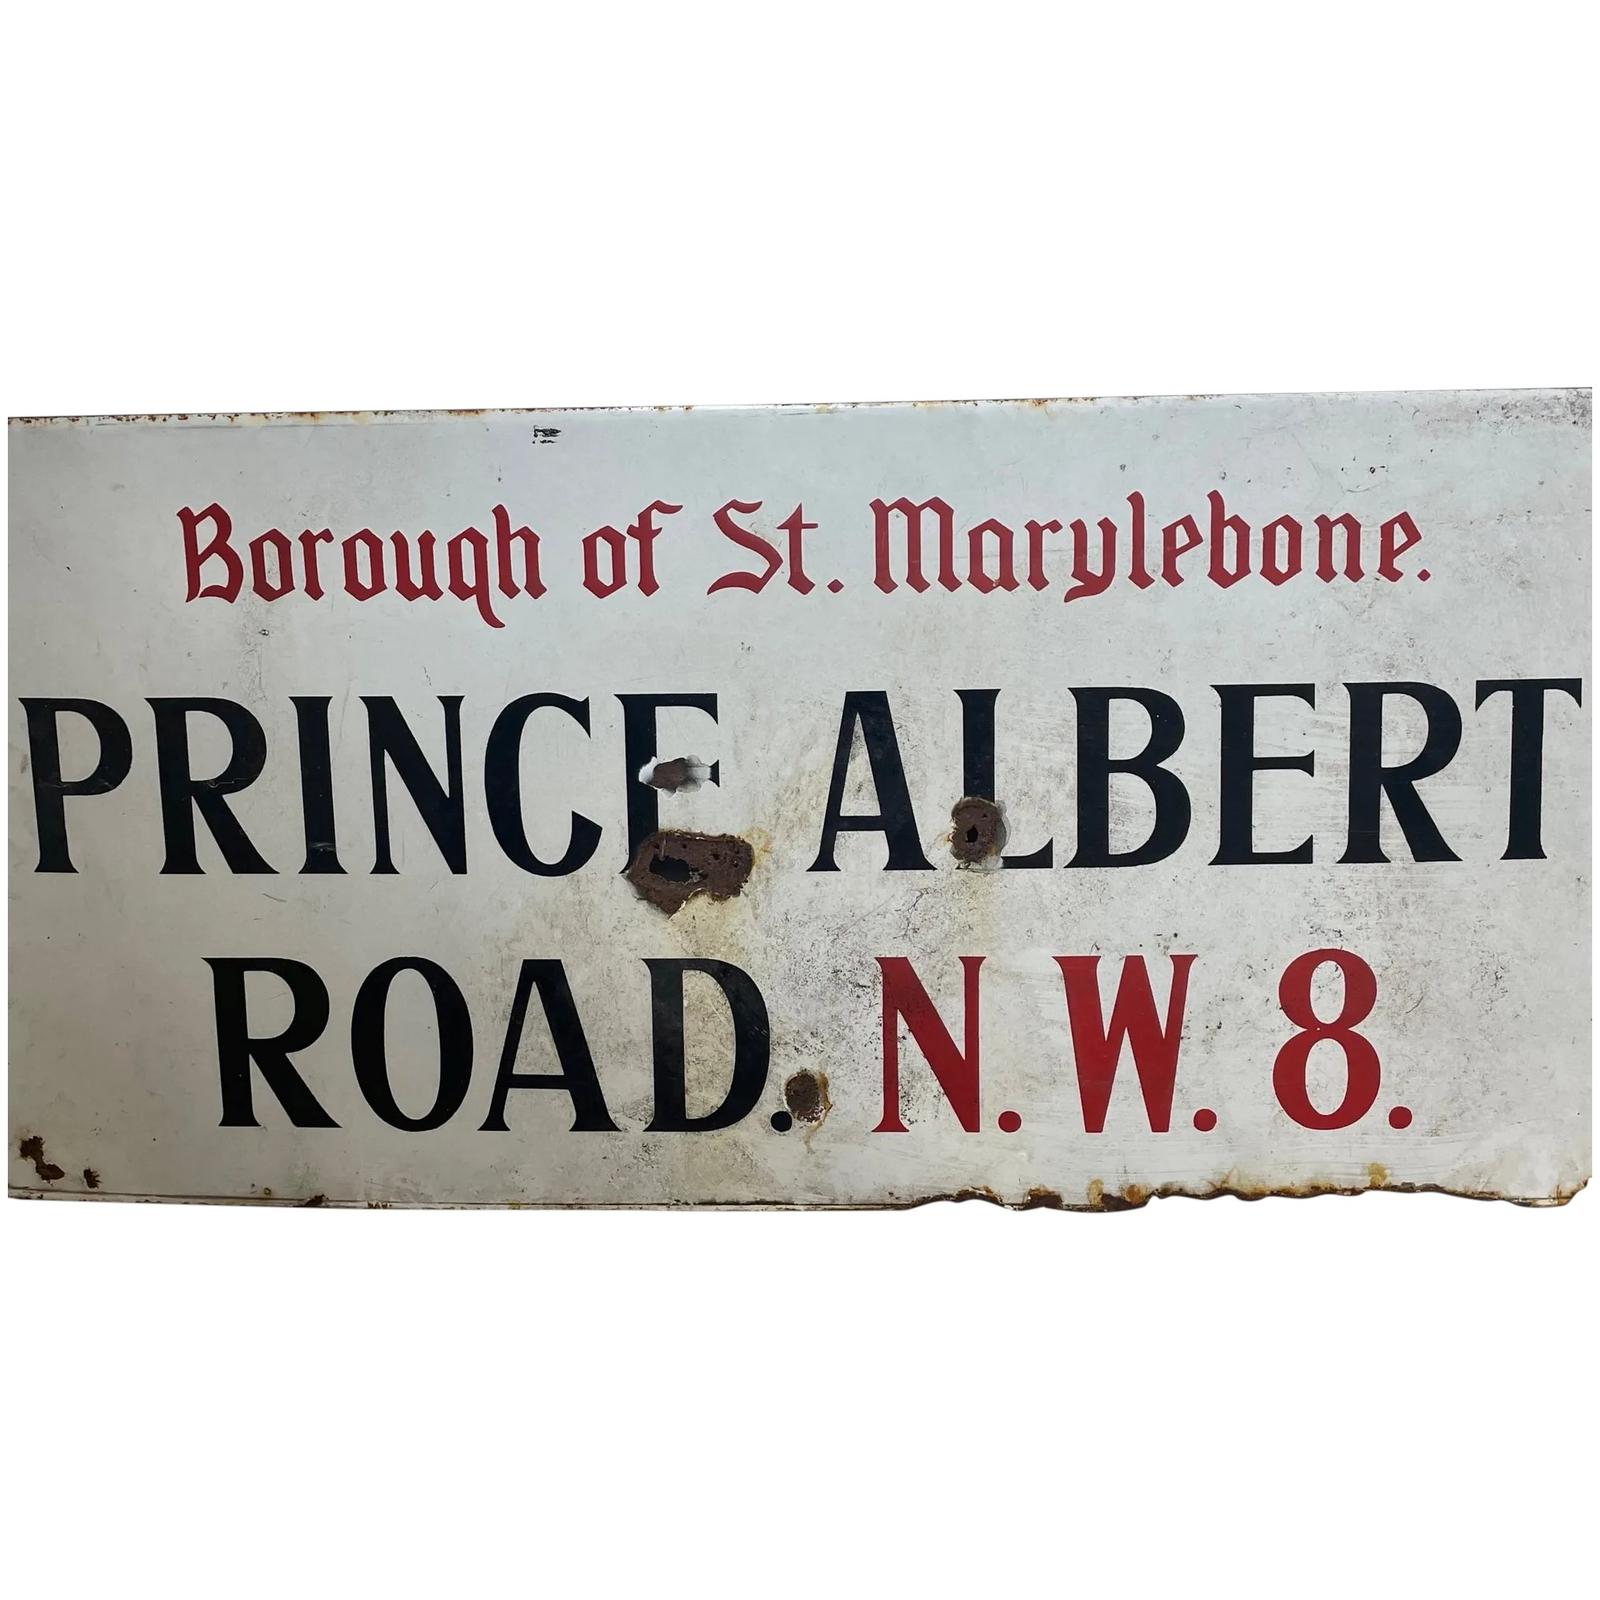 Borough of St. Marylebone.
PRINCE ALBERT
ROAD. N.W. 8.